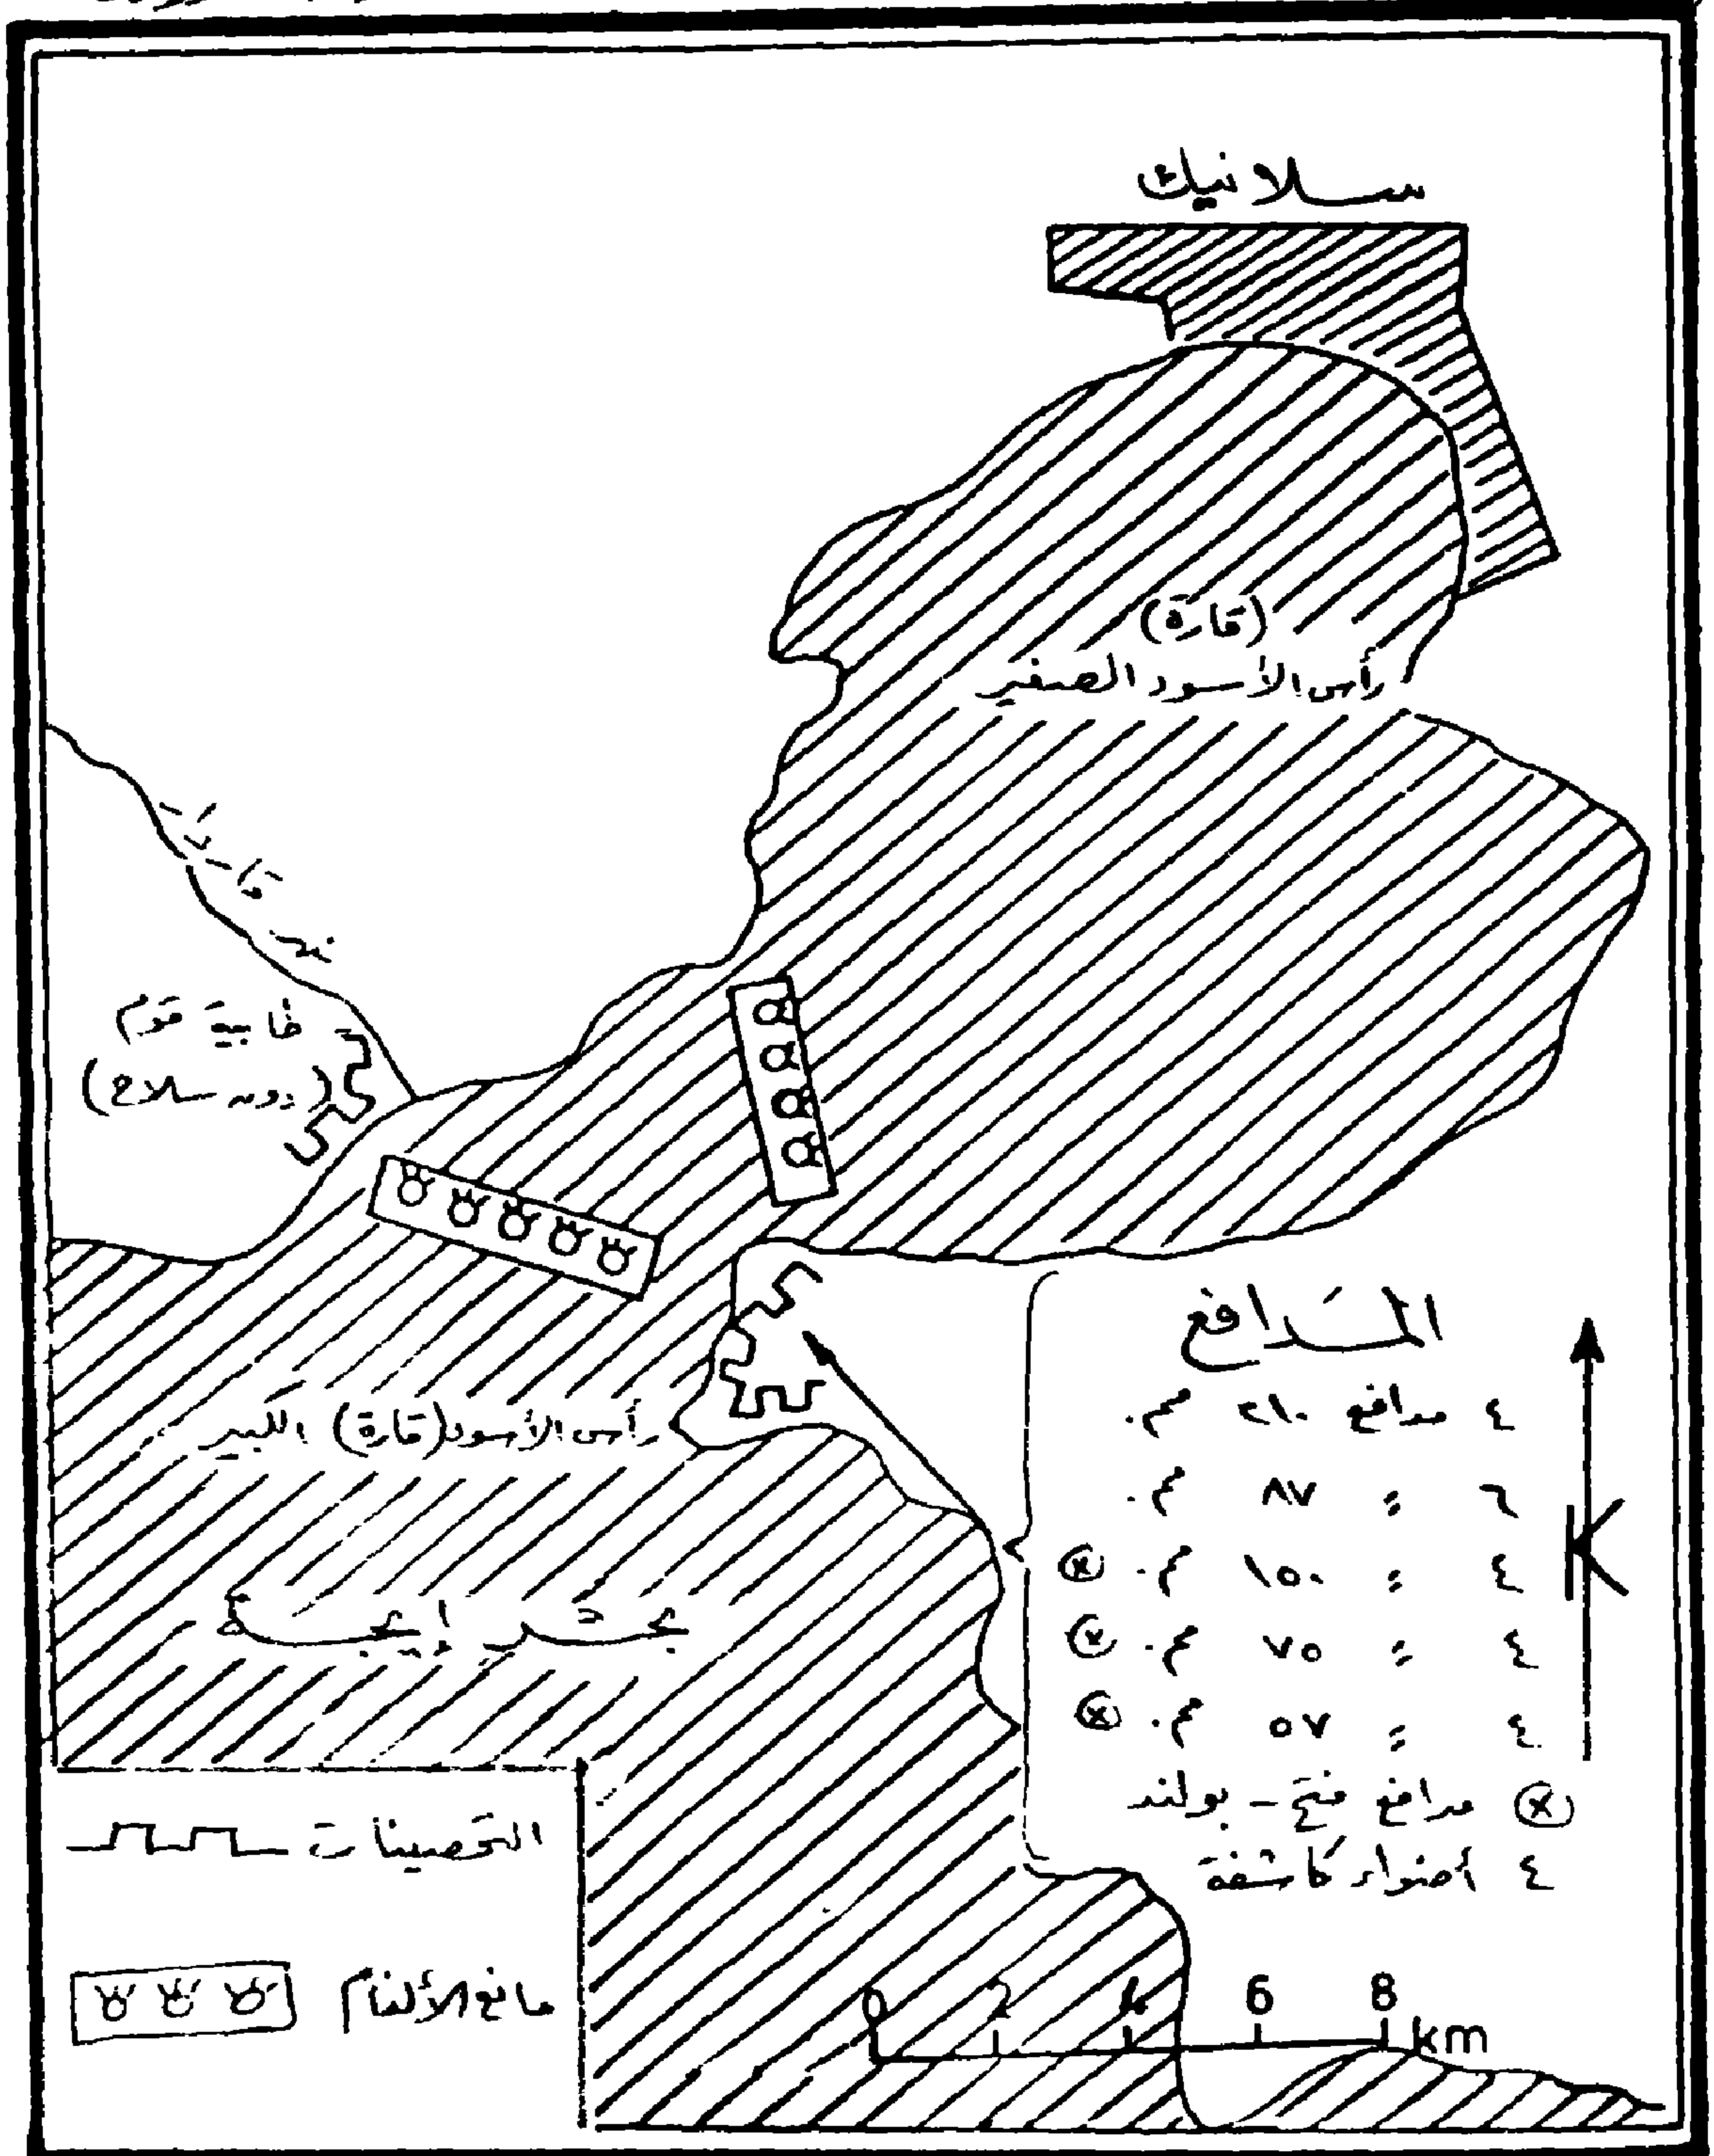 سلانيك
(قارة)
رأس الأسود الصغير
نهر قاريا
طابية قوم
(دون سلاح)
رأس الأسود (قارة) الكبير
بحر إيجة
المدافع
٤ مدافع ٢١٠ مم.
٦ " ٨٧ مم.
٤ " ١٥٠ مم. ⓧ
٤ " ٧٥ مم. ⓧ
٤ " ٥٧ مم. ⓧ
ⓧ مدافع فتح - بولند
٤ أضواء كاشفة
K
التحصينات
مانع الألغام
0 2 4 6 8 km